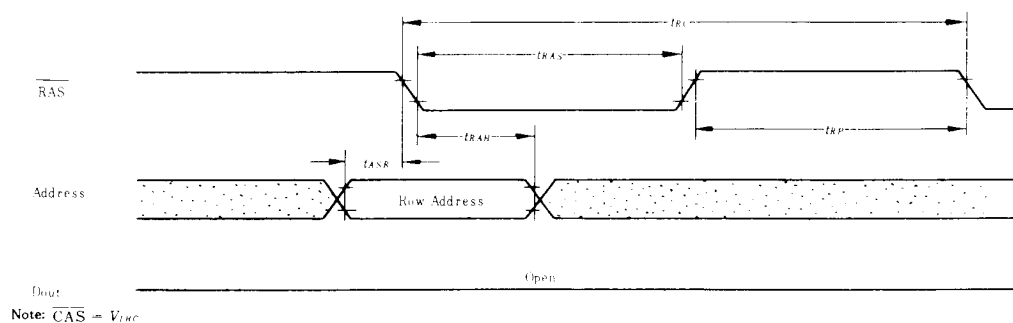 tRC
tRAS
RAS
tRAH
tRP
tASR
Address
Row Address
Open
Dout
Note: CAS = VIHC